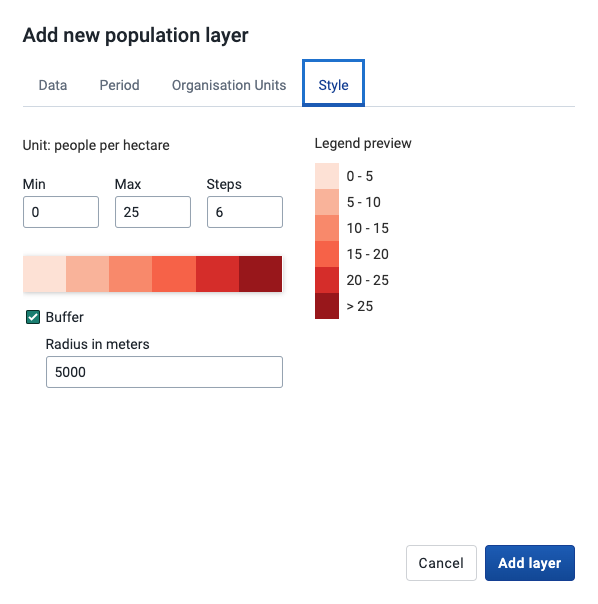 Add new population layer
Data Period Organisation Units Style
Unit: people per hectare
Min Max Steps
0 25 6
Buffer
Radius in meters
5000
Legend preview
0 - 5
5 - 10
10 - 15
15 - 20
20 - 25
> 25
Cancel Add layer